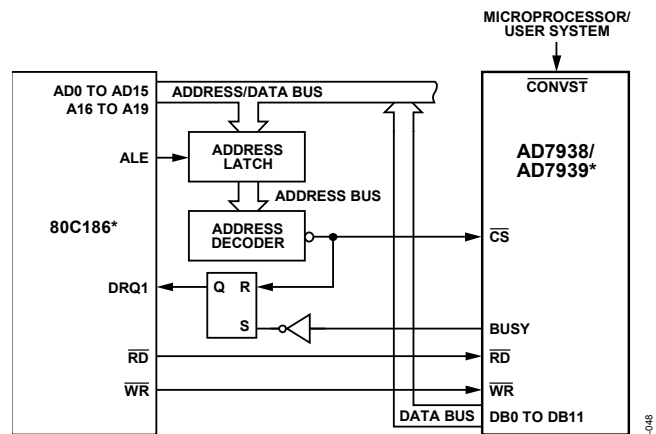 MICROPROCESSOR/
USER SYSTEM
AD0 TO AD15
ADDRESS/DATA BUS
A16 TO A19
CONVST
ALE
ADDRESS
LATCH
AD7938/
AD7939*
ADDRESS BUS
80C186*
ADDRESS
DECODER
CS
DRQ1
Q
R
S
BUSY
RD
RD
WR
WR
DATA BUS
DB0 TO DB11
-048